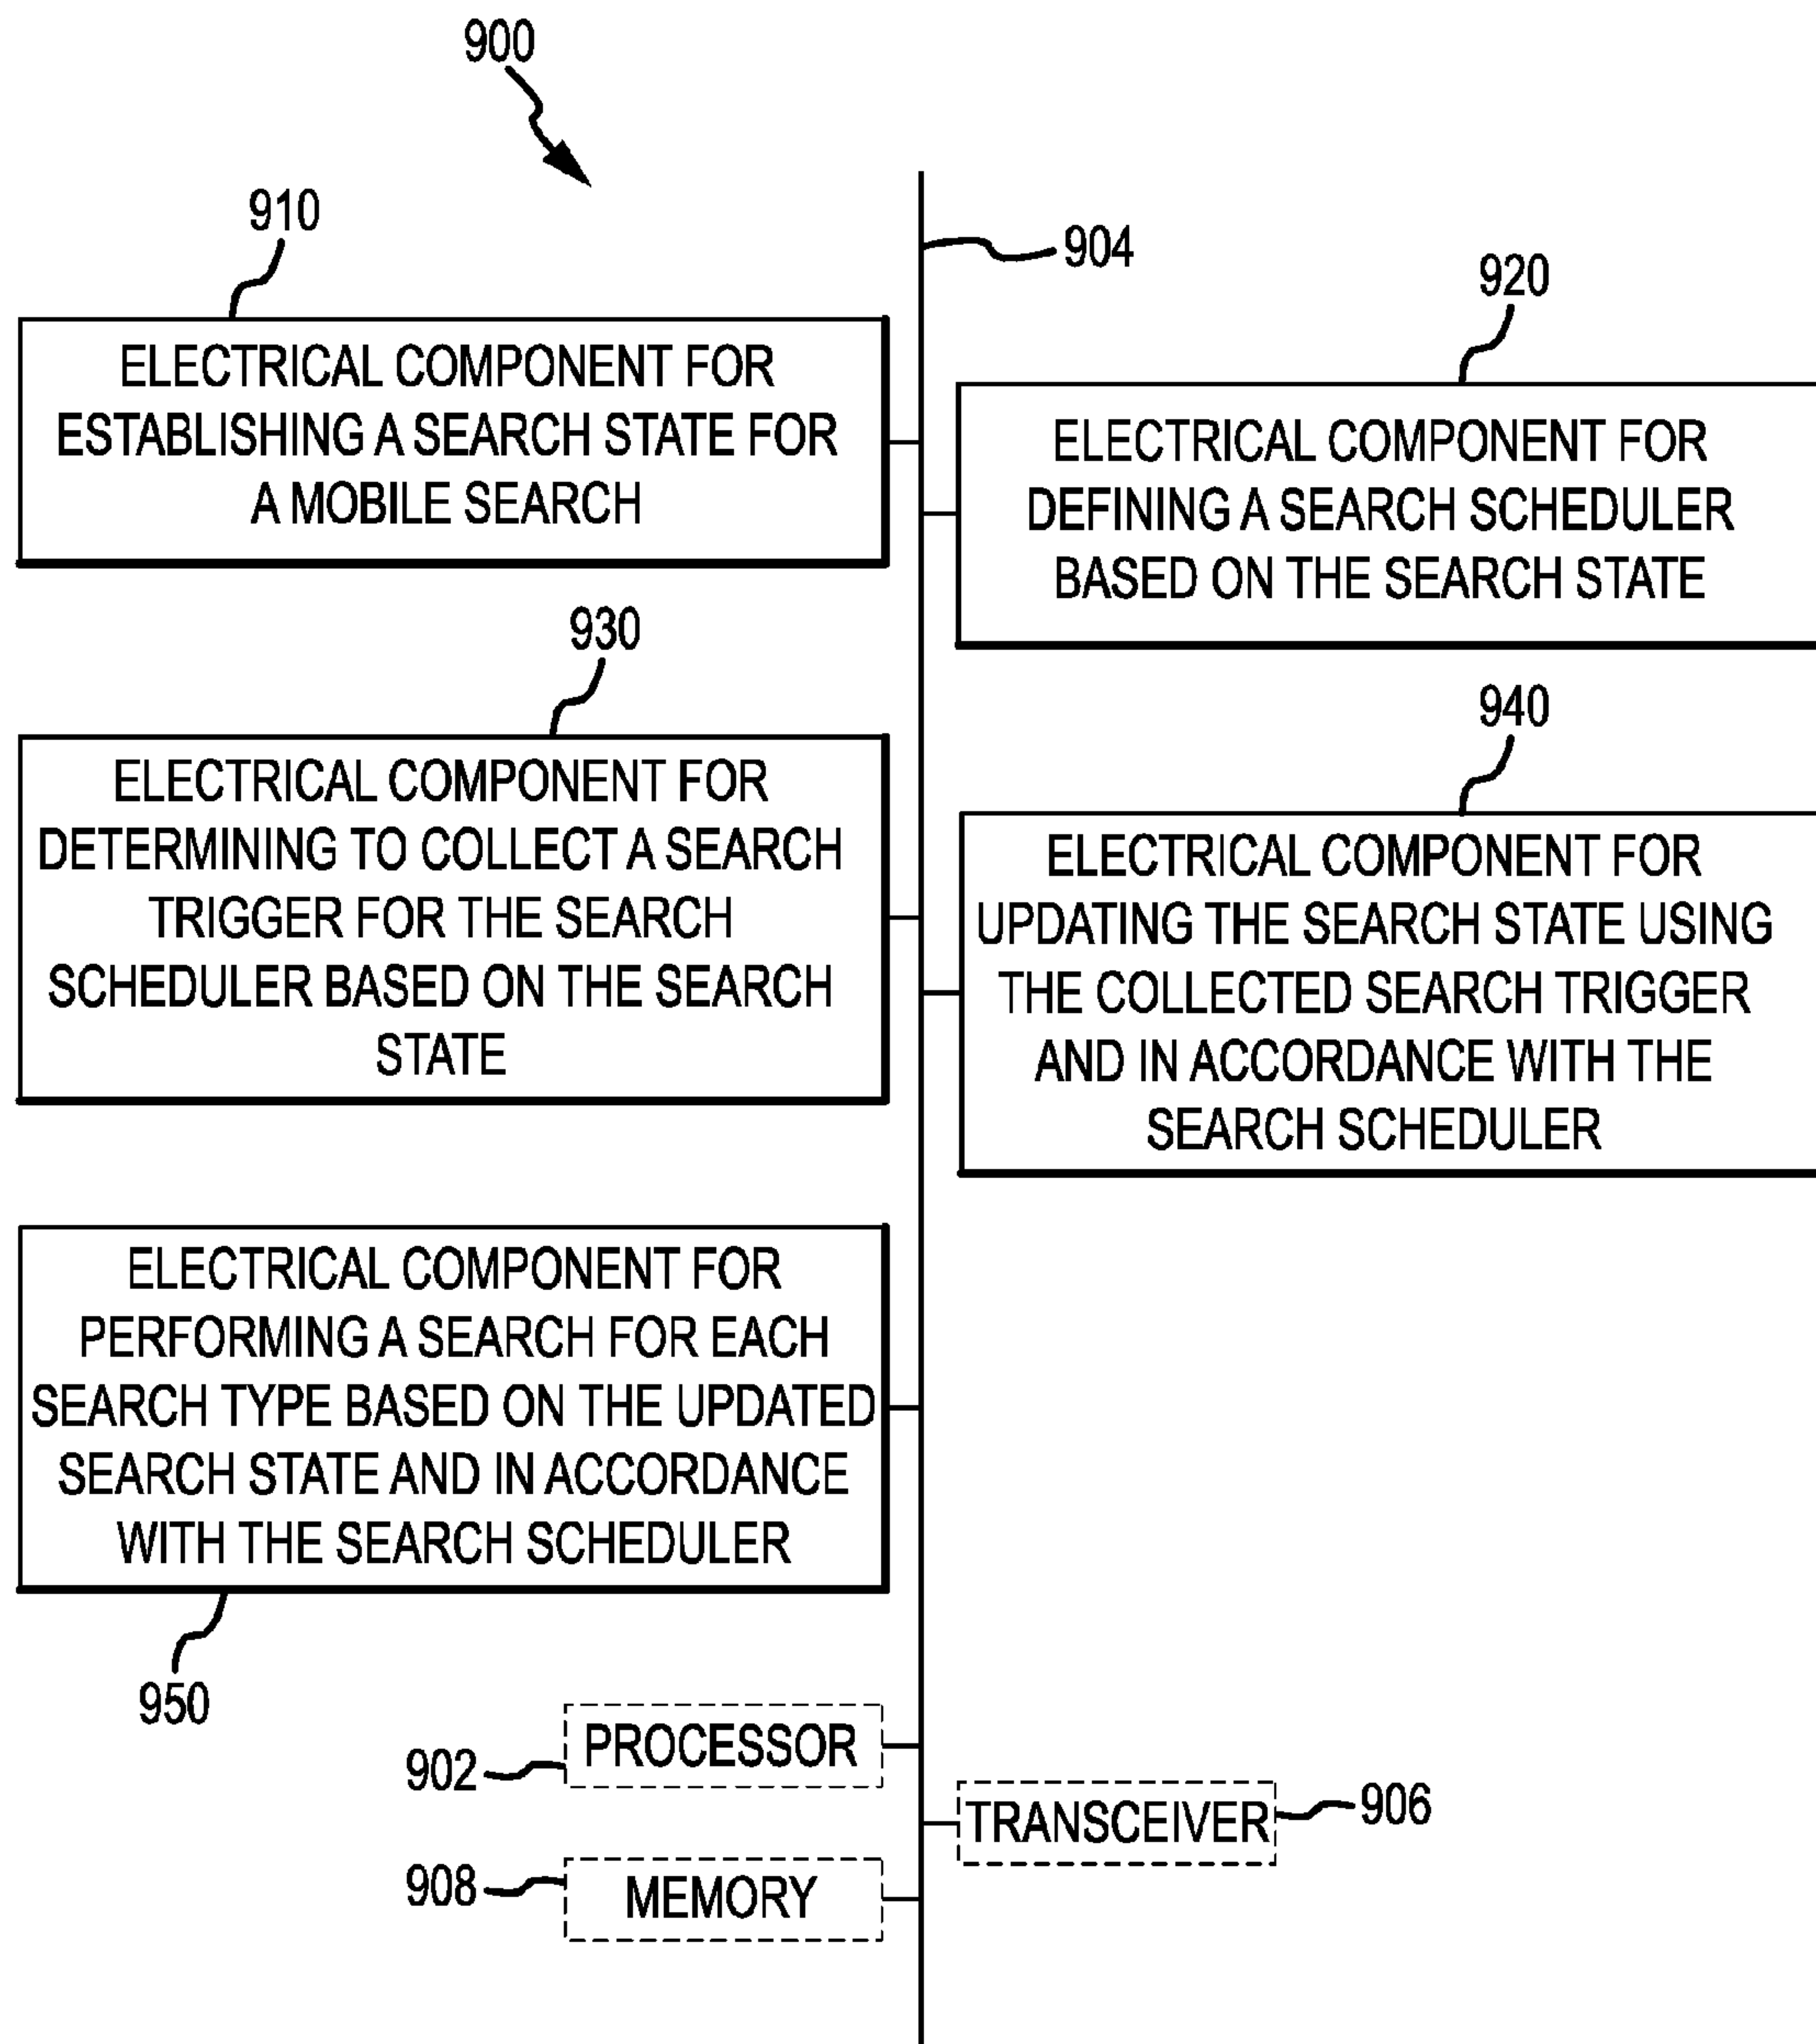 900
910
904
920
ELECTRICAL COMPONENT FOR
ESTABLISHING A SEARCH STATE FOR
A MOBILE SEARCH
ELECTRICAL COMPONENT FOR
DEFINING A SEARCH SCHEDULER
BASED ON THE SEARCH STATE
930
940
ELECTRICAL COMPONENT FOR
DETERMINING TO COLLECT A SEARCH
TRIGGER FOR THE SEARCH
SCHEDULER BASED ON THE SEARCH
STATE
ELECTRICAL COMPONENT FOR
UPDATING THE SEARCH STATE USING
THE COLLECTED SEARCH TRIGGER
AND IN ACCORDANCE WITH THE
SEARCH SCHEDULER
ELECTRICAL COMPONENT FOR
PERFORMING A SEARCH FOR EACH
SEARCH TYPE BASED ON THE UPDATED
SEARCH STATE AND IN ACCORDANCE
WITH THE SEARCH SCHEDULER
950
PROCESSOR
902
TRANSCEIVER
906
MEMORY
908